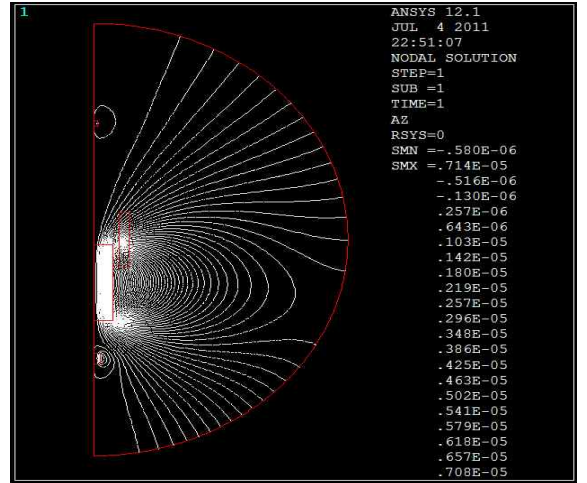 1
ANSYS 12.1
JUL 4 2011
22:51:07
NODAL SOLUTION
STEP=1
SUB =1
TIME=1
AZ
RSYS=0
SMN =-.580E-06
SMX =.714E-05
-.516E-06
-.130E-06
.257E-06
.643E-06
.103E-05
.142E-05
.180E-05
.219E-05
.257E-05
.296E-05
.348E-05
.386E-05
.425E-05
.463E-05
.502E-05
.541E-05
.579E-05
.618E-05
.657E-05
.708E-05